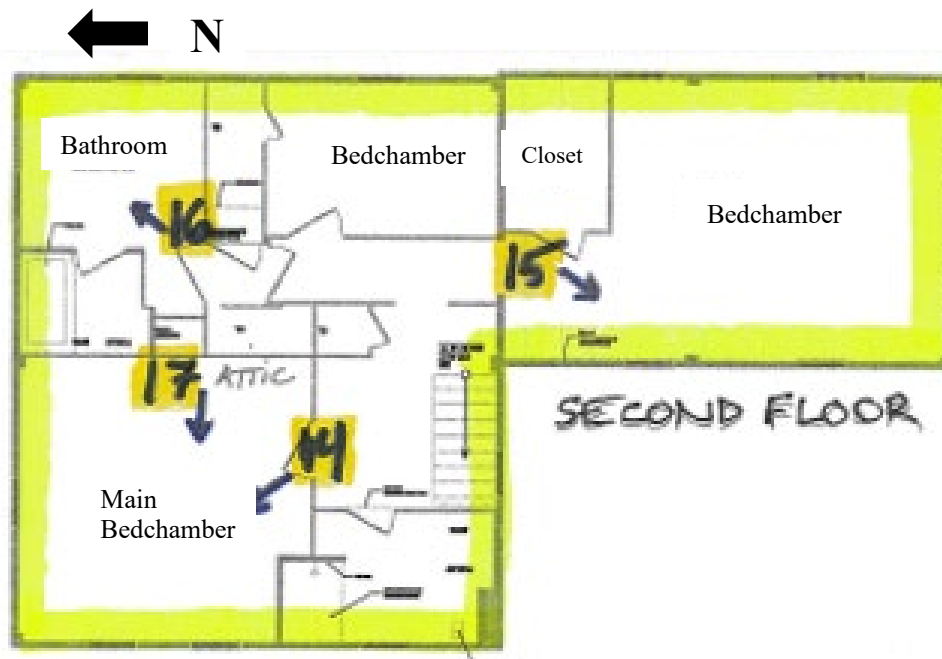 N
Bathroom
Bedchamber
Closet
Bedchamber
16
15
17
ATTIC
SECOND FLOOR
14
Main
Bedchamber